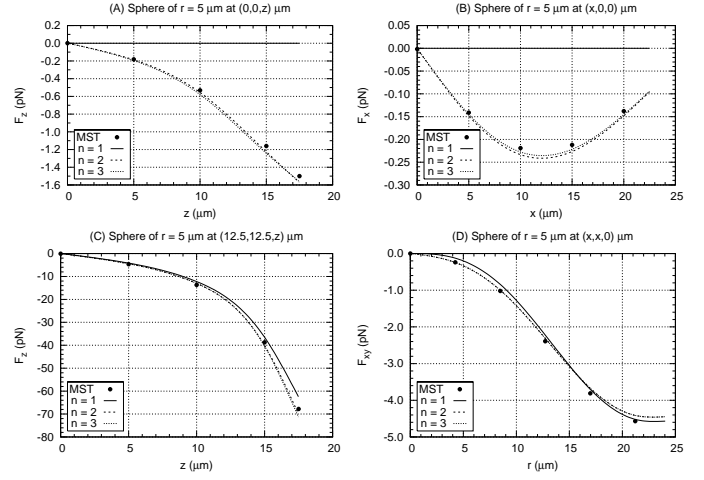 (A) Sphere of r = 5 μm at (0,0,z) μm
F_z (pN)
0.2
0.0
-0.2
-0.4
-0.6
-0.8
-1.0
-1.2
-1.4
-1.6
MST
n = 1
n = 2
n = 3
0 5 10 15 20
z (μm)
(B) Sphere of r = 5 μm at (x,0,0) μm
F_x (pN)
0.05
0.00
-0.05
-0.10
-0.15
-0.20
-0.25
-0.30
MST
n = 1
n = 2
n = 3
0 5 10 15 20 25
x (μm)
(C) Sphere of r = 5 μm at (12.5,12.5,z) μm
F_z (pN)
0
-10
-20
-30
-40
-50
-60
-70
-80
MST
n = 1
n = 2
n = 3
0 5 10 15 20
z (μm)
(D) Sphere of r = 5 μm at (x,x,0) μm
F_xy (pN)
0.0
-1.0
-2.0
-3.0
-4.0
-5.0
MST
n = 1
n = 2
n = 3
0 5 10 15 20 25
r (μm)